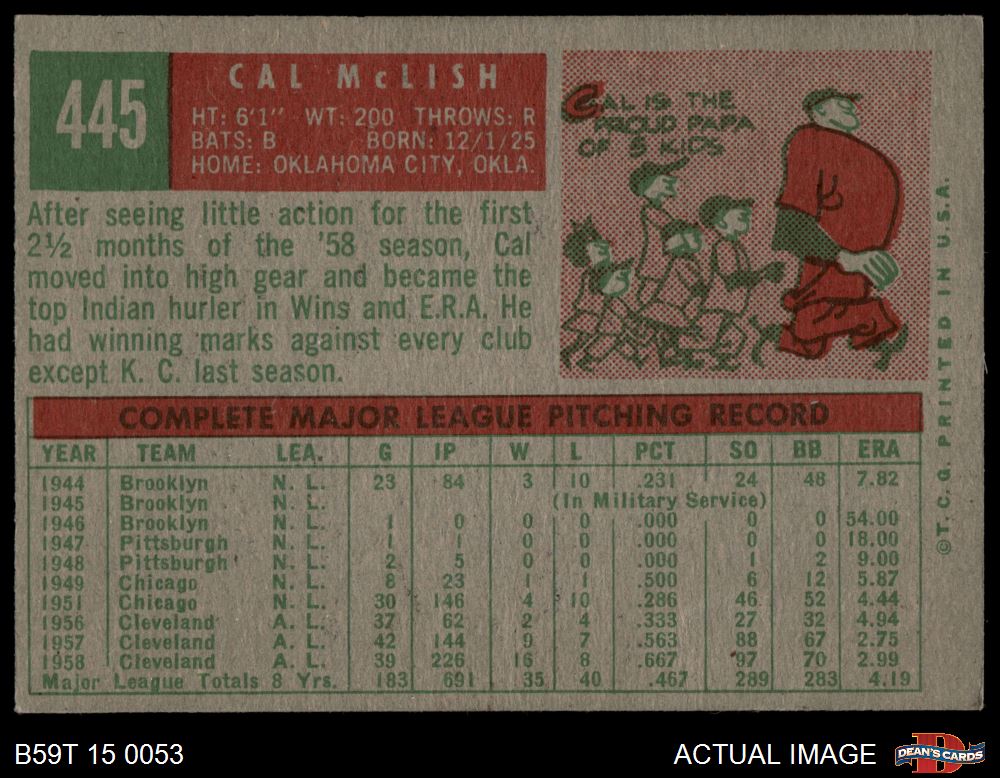 445
CAL McLISH
HT: 6'1" WT: 200 THROWS: R
BATS: B BORN: 12/1/25
HOME: OKLAHOMA CITY, OKLA.
CAL IS THE
PROUD PAPA
OF 5 KIDS
After seeing little action for the first
2½ months of the '58 season, Cal
moved into high gear and became the
top Indian hurler in Wins and E.R.A. He
had winning marks against every club
except K. C. last season.
©T. C. G. PRINTED IN U.S.A.
COMPLETE MAJOR LEAGUE PITCHING RECORD
YEAR TEAM LEA. G IP W L PCT SO BB ERA
1944 Brooklyn N. L. 23 84 3 10 .231 24 48 7.82
1945 Brooklyn N. L. (In Military Service)
1946 Brooklyn N. L. 1 0 0 0 .000 0 0 54.00
1947 Pittsburgh N. L. 1 1 0 0 .000 0 0 18.00
1948 Pittsburgh N. L. 2 5 0 0 .000 1 2 9.00
1949 Chicago N. L. 8 23 1 1 .500 6 12 5.87
1951 Chicago N. L. 30 146 4 10 .286 46 52 4.44
1956 Cleveland A. L. 37 62 2 4 .333 27 32 4.94
1957 Cleveland A. L. 42 144 9 7 .563 88 67 2.75
1958 Cleveland A. L. 39 226 16 8 .667 97 70 2.99
Major League Totals 8 Yrs. 183 691 35 40 .467 289 283 4.19
B59T 15 0053
ACTUAL IMAGE
DEAN'S CARDS